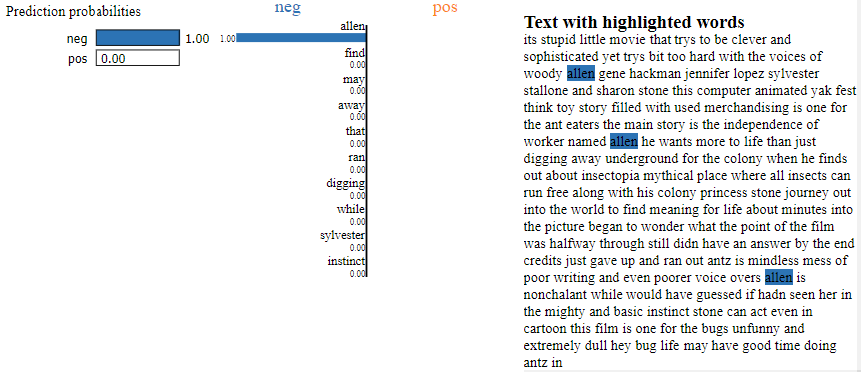 Prediction probabilities
neg 1.00
pos 0.00
neg pos
allen
1.00
find
0.00
may
0.00
away
0.00
that
0.00
ran
0.00
digging
0.00
while
0.00
sylvester
0.00
instinct
0.00
Text with highlighted words
its stupid little movie that trys to be clever and
sophisticated yet trys bit too hard with the voices of
woody allen gene hackman jennifer lopez sylvester
stallone and sharon stone this computer animated yak fest
think toy story filled with used merchandising is one for
the ant eaters the main story is the independence of
worker named allen he wants more to life than just
digging away underground for the colony when he finds
out about insectopia mythical place where all insects can
run free along with his colony princess stone journey out
into the world to find meaning for life about minutes into
the picture began to wonder what the point of the film
was halfway through still didn have an answer by the end
credits just gave up and ran out antz is mindless mess of
poor writing and even poorer voice overs allen is
nonchalant while would have guessed if hadn seen her in
the mighty and basic instinct stone can act even in
cartoon this film is one for the bugs unfunny and
extremely dull hey bug life may have good time doing
antz in